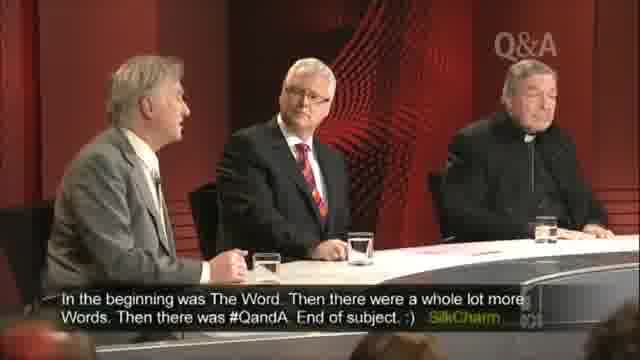 Q&A
In the beginning was The Word. Then there were a whole lot more
Words. Then there was #QandA. End of subject. :) SilkCharm